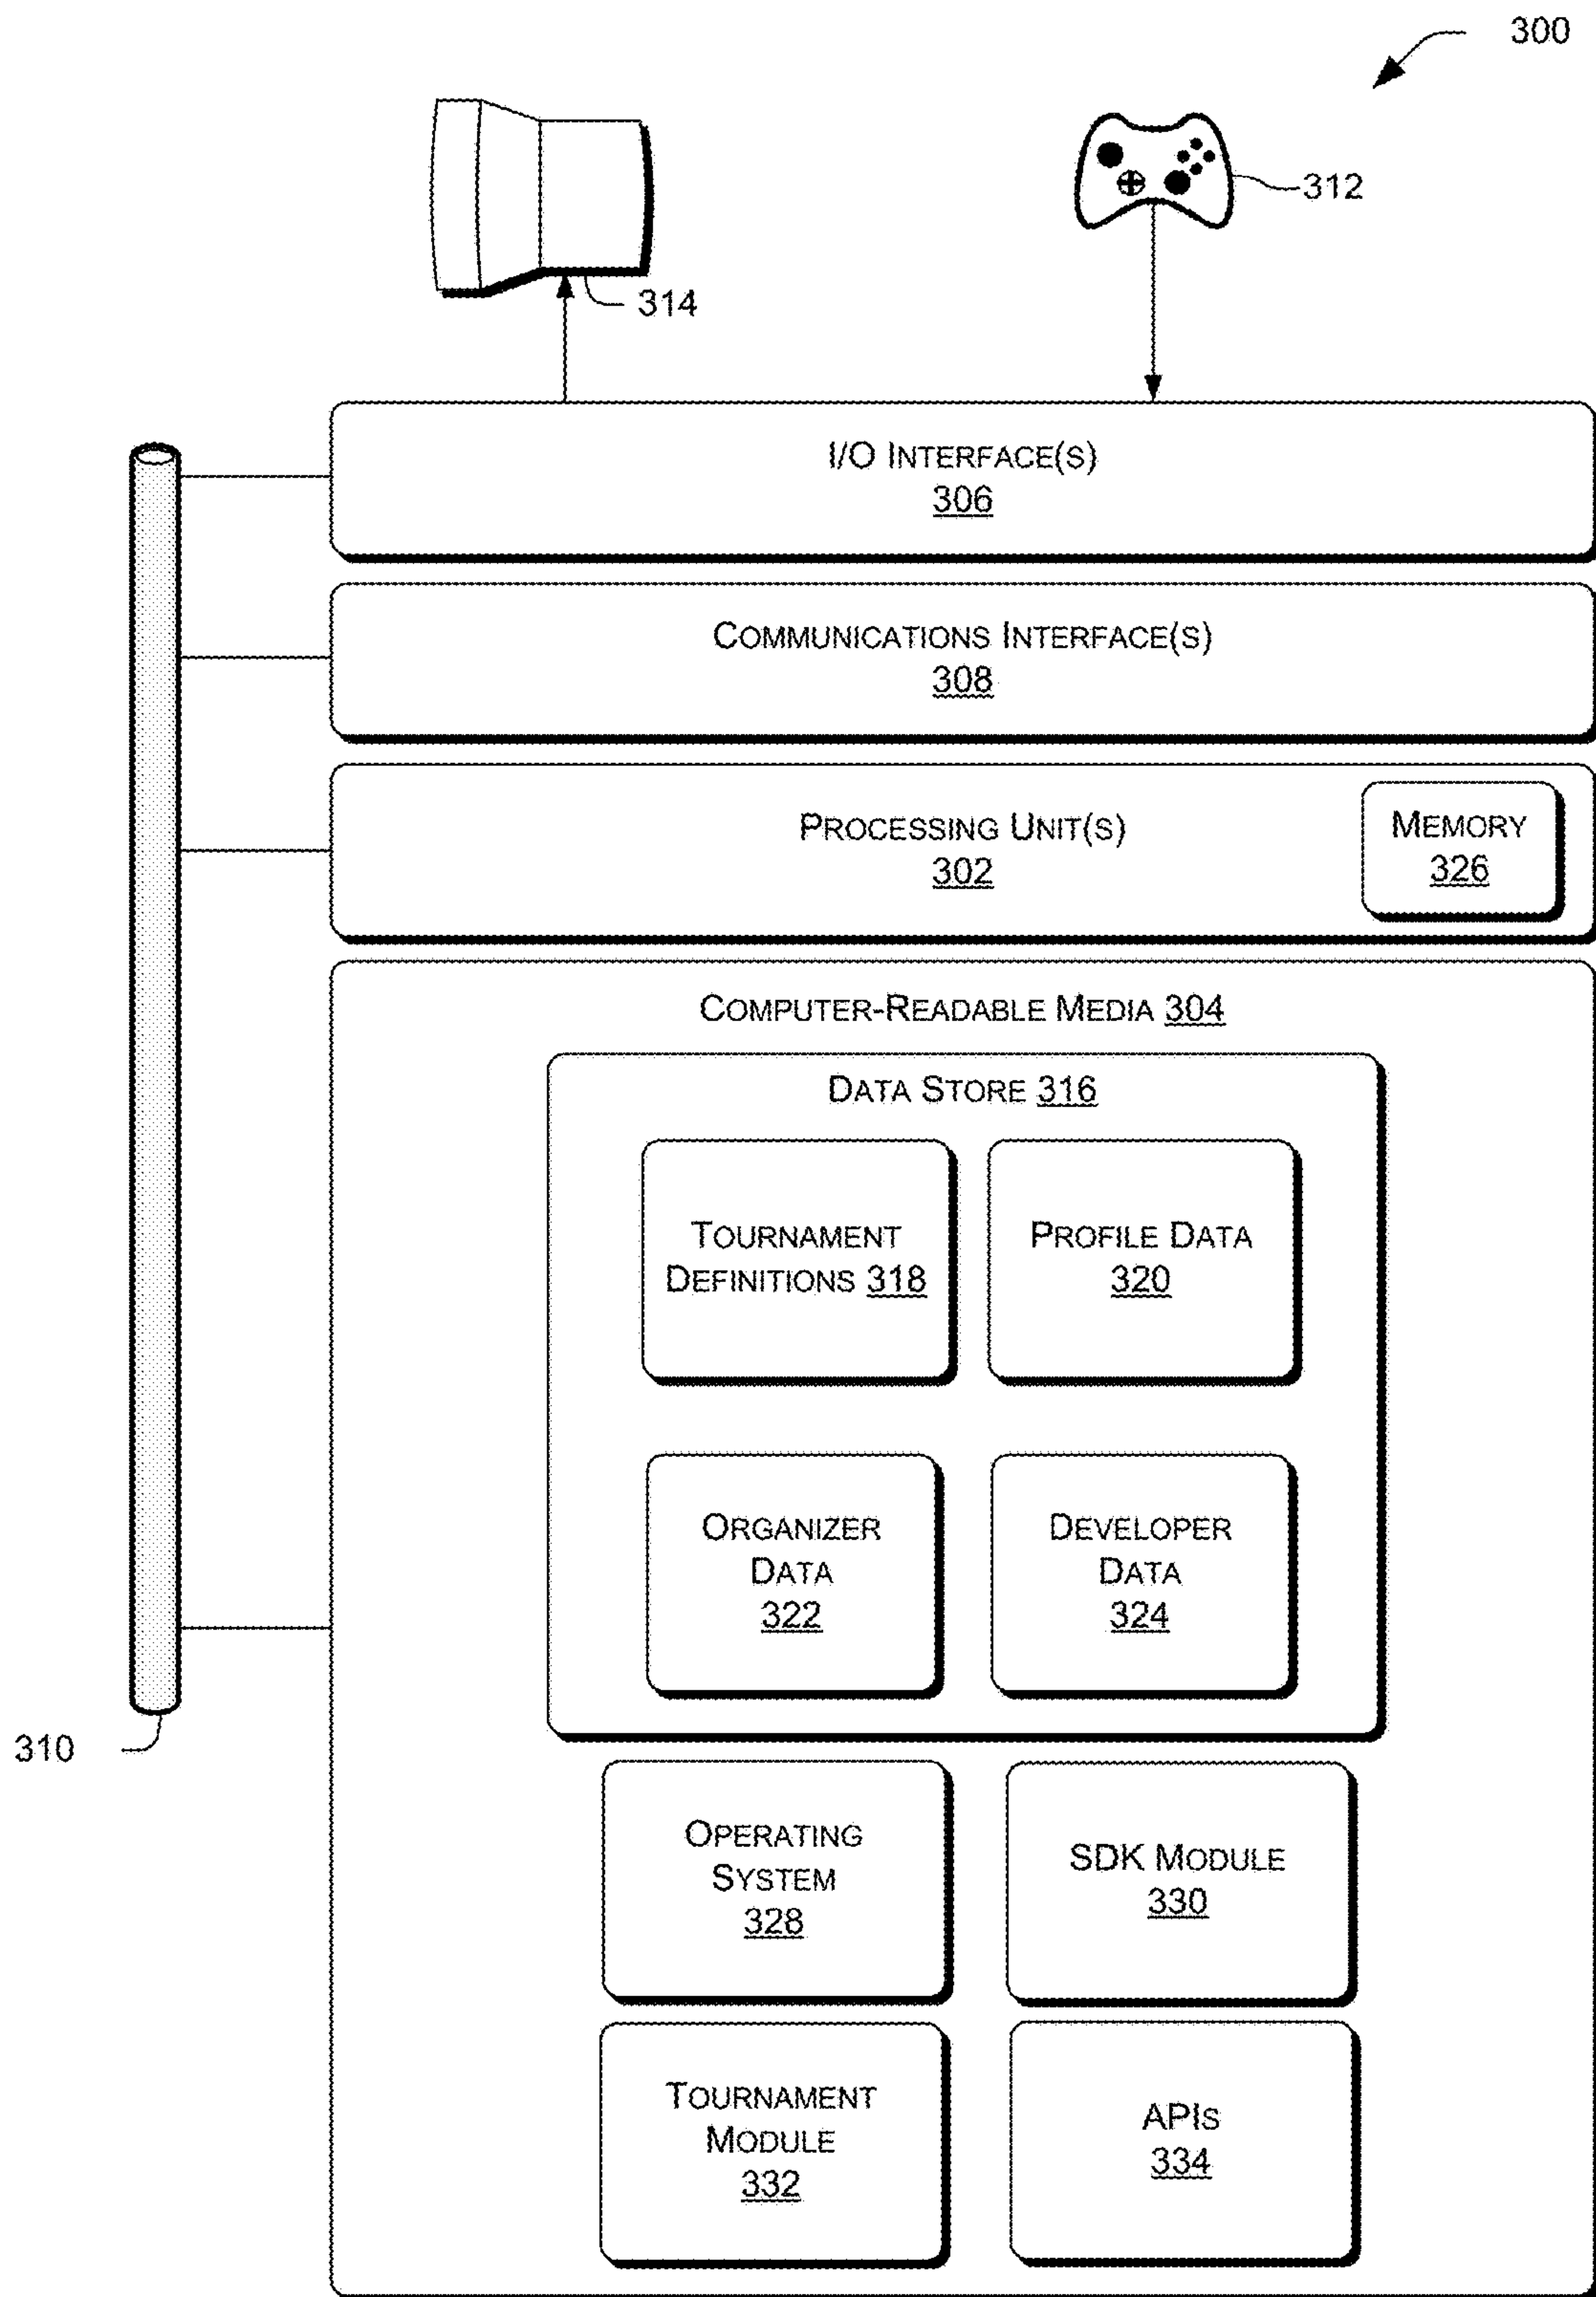 300
312
314
I/O INTERFACE(S)
306
COMMUNICATIONS INTERFACE(S)
308
PROCESSING UNIT(S)
302
MEMORY
326
COMPUTER-READABLE MEDIA 304
DATA STORE 316
TOURNAMENT
DEFINITIONS 318
PROFILE DATA
320
ORGANIZER
DATA
322
DEVELOPER
DATA
324
310
OPERATING
SYSTEM
328
SDK MODULE
330
TOURNAMENT
MODULE
332
APIS
334